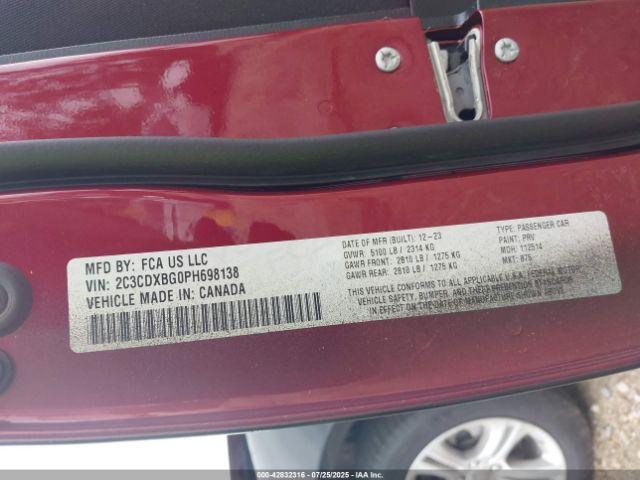 MFD BY: FCA US LLC
VIN: 2C3CDXBG0PH698138
VEHICLE MADE IN: CANADA
DATE OF MFR (BUILT): 12-23
GVWR: 5100 LB / 2314 KG
GAWR FRONT: 2810 LB / 1275 KG
GAWR REAR: 2810 LB / 1275 KG
TYPE: PASSENGER CAR
PAINT: PRV
MDH: 112514
MKT: 875
THIS VEHICLE CONFORMS TO ALL APPLICABLE U.S.A. FEDERAL MOTOR
VEHICLE SAFETY, BUMPER, AND THEFT PREVENTION STANDARDS
IN EFFECT ON THE DATE OF MANUFACTURE SHOWN ABOVE.
000-42832316 | 07/25/2025 | COPART.COM